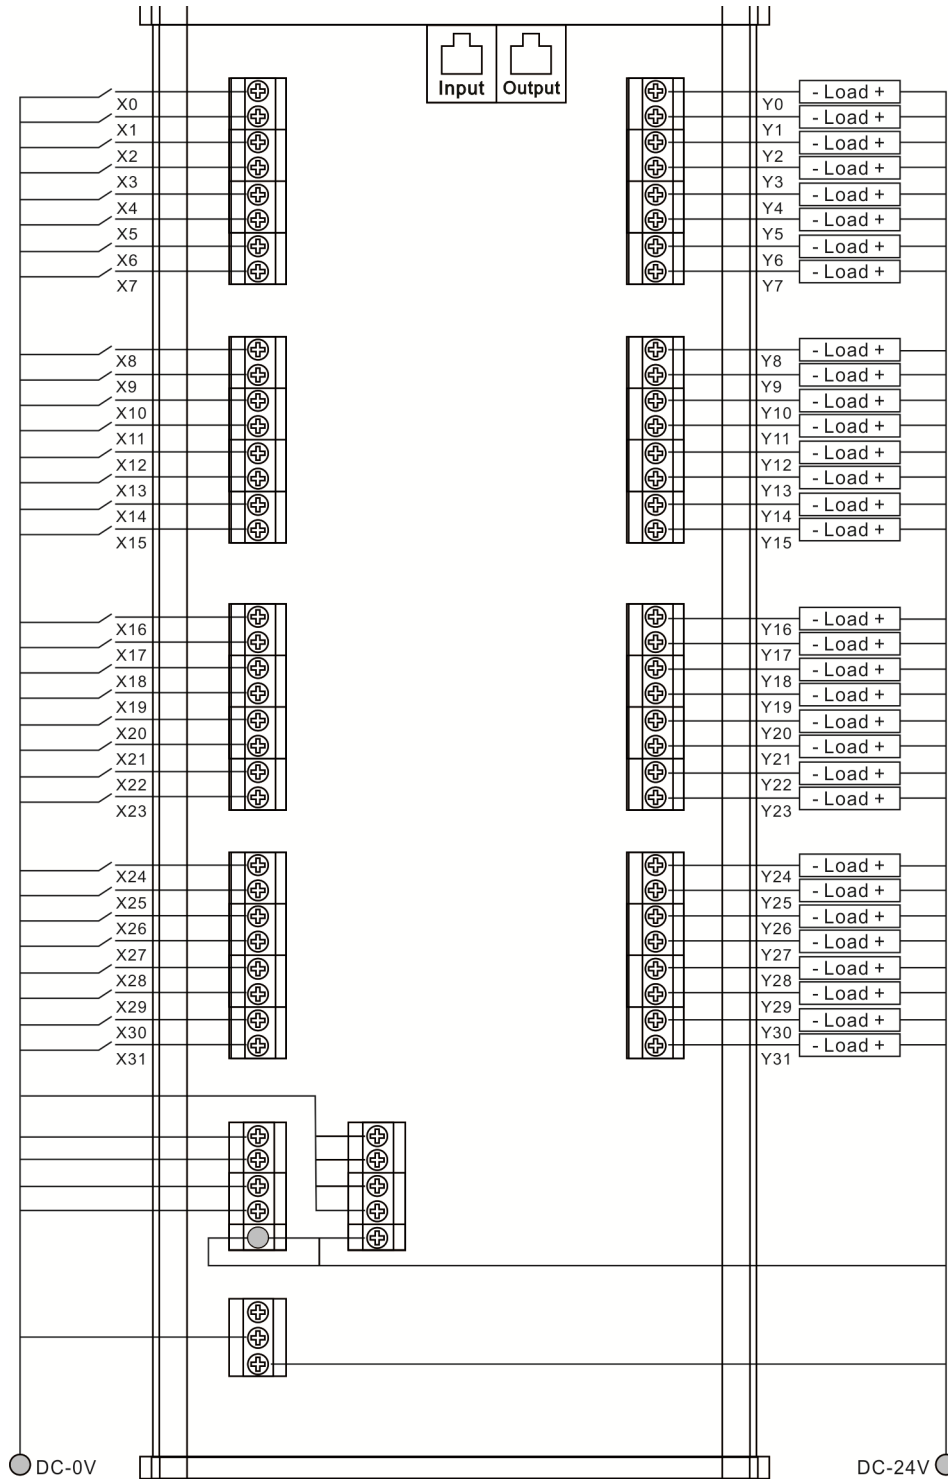 Input Output
X0 Y0 - Load +
X1 Y1 - Load +
X2 Y2 - Load +
X3 Y3 - Load +
X4 Y4 - Load +
X5 Y5 - Load +
X6 Y6 - Load +
X7 Y7 - Load +
X8 Y8 - Load +
X9 Y9 - Load +
X10 Y10 - Load +
X11 Y11 - Load +
X12 Y12 - Load +
X13 Y13 - Load +
X14 Y14 - Load +
X15 Y15 - Load +
X16 Y16 - Load +
X17 Y17 - Load +
X18 Y18 - Load +
X19 Y19 - Load +
X20 Y20 - Load +
X21 Y21 - Load +
X22 Y22 - Load +
X23 Y23 - Load +
X24 Y24 - Load +
X25 Y25 - Load +
X26 Y26 - Load +
X27 Y27 - Load +
X28 Y28 - Load +
X29 Y29 - Load +
X30 Y30 - Load +
X31 Y31 - Load +
DC-0V DC-24V